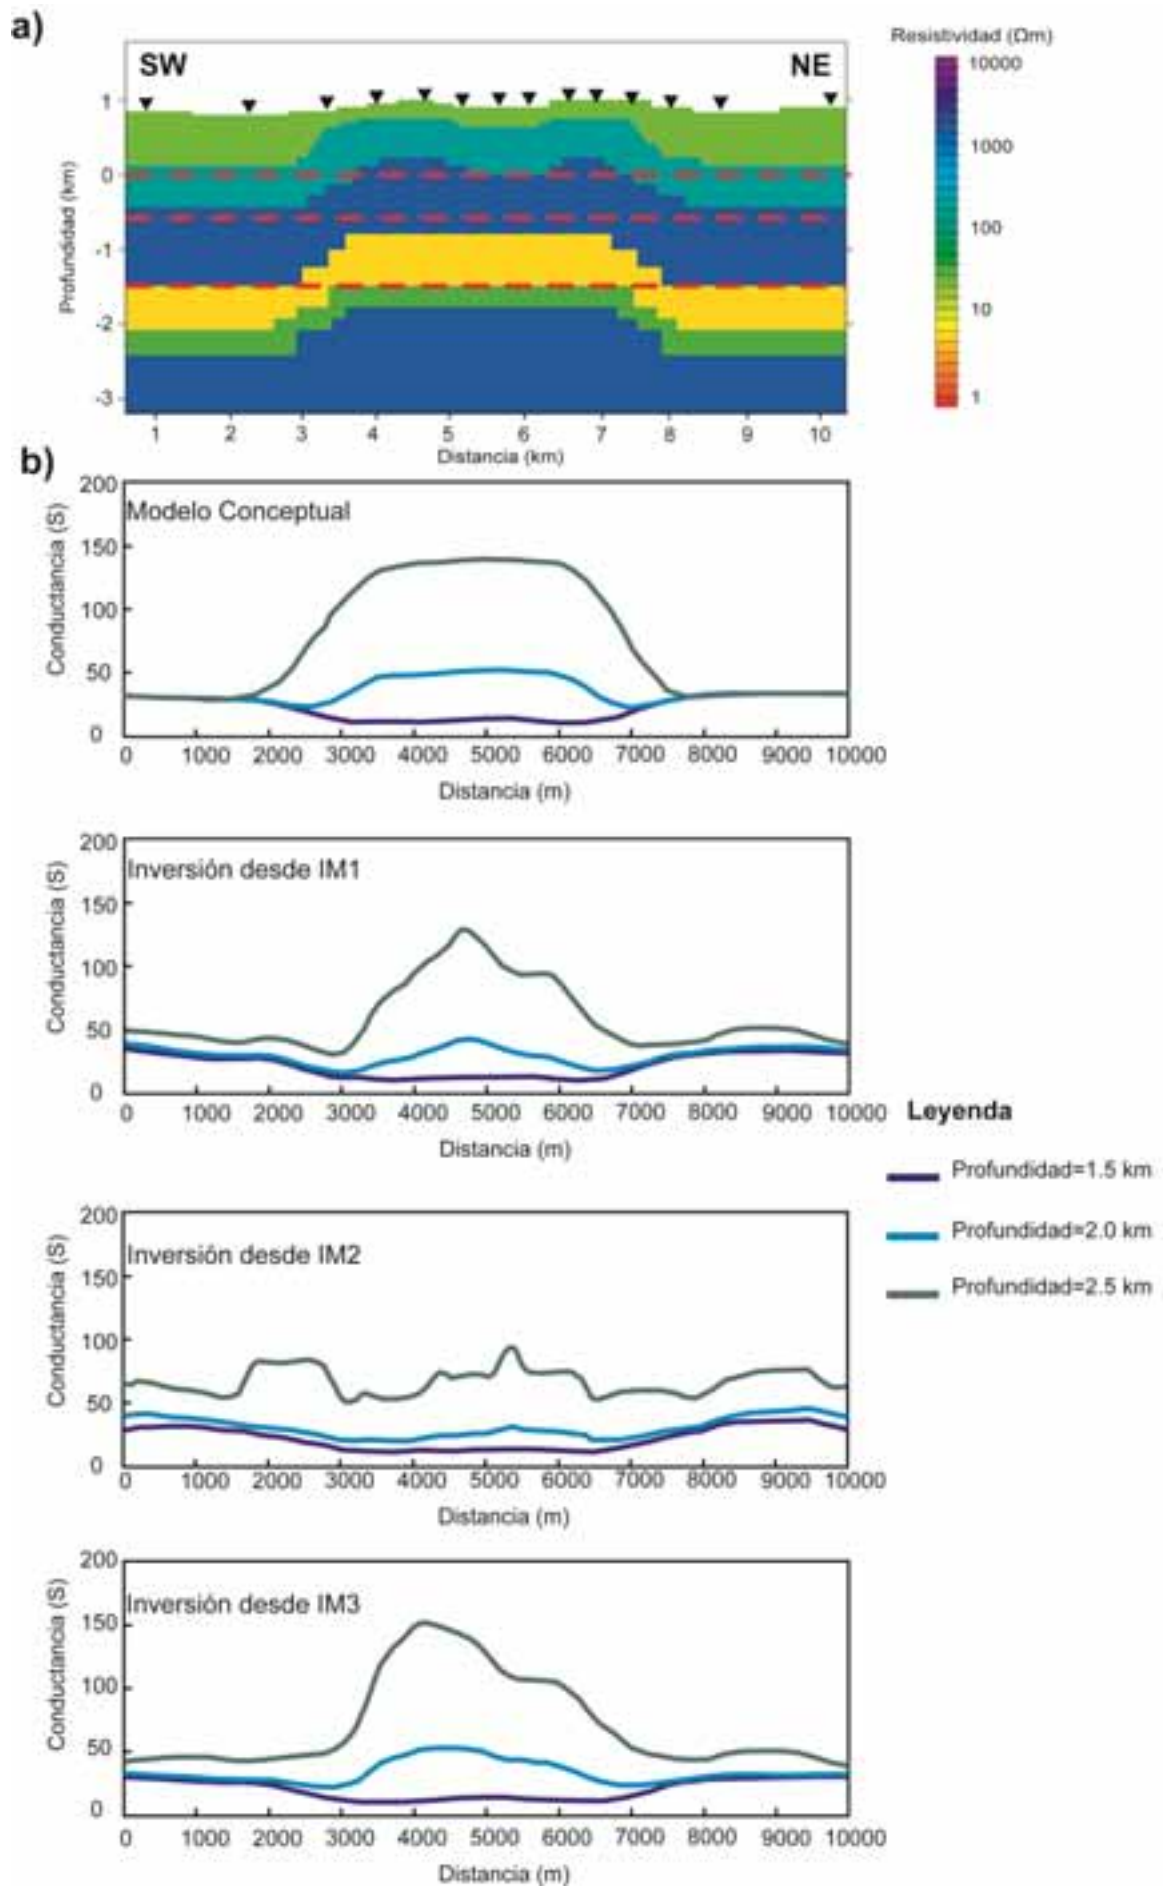 a)
Resistividad (Ωm)
SW
NE
10000
1000
100
10
1
Profundidad (km)
1
0
-1
-2
-3
1 2 3 4 5 6 7 8 9 10
Distancia (km)
b)
Modelo Conceptual
Conductancia (S)
200
150
100
50
0
0 1000 2000 3000 4000 5000 6000 7000 8000 9000 10000
Distancia (m)
Inversión desde IM1
Conductancia (S)
200
150
100
50
0
0 1000 2000 3000 4000 5000 6000 7000 8000 9000 10000
Distancia (m)
Leyenda
Profundidad=1.5 km
Profundidad=2.0 km
Profundidad=2.5 km
Inversión desde IM2
Conductancia (S)
200
150
100
50
0
0 1000 2000 3000 4000 5000 6000 7000 8000 9000 10000
Distancia (m)
Inversión desde IM3
Conductancia (S)
200
150
100
50
0
0 1000 2000 3000 4000 5000 6000 7000 8000 9000 10000
Distancia (m)